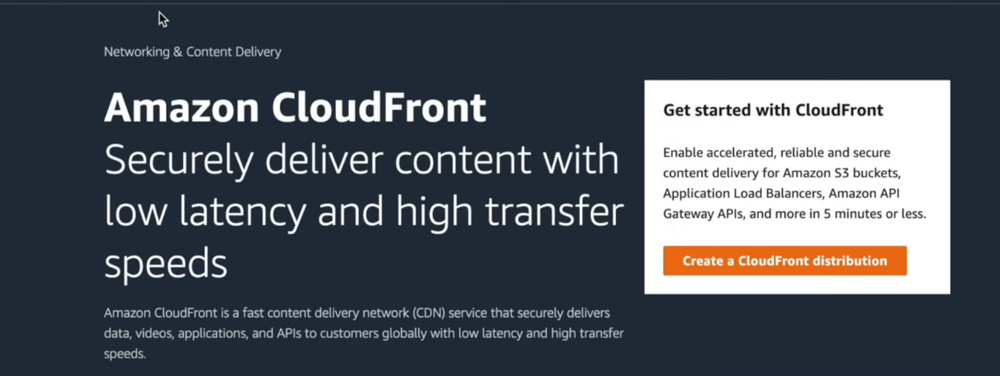 Networking & Content Delivery
Amazon CloudFront
Securely deliver content with
low latency and high transfer
speeds
Amazon CloudFront is a fast content delivery network (CDN) service that securely delivers
data, videos, applications, and APIs to customers globally with low latency and high transfer
speeds.
Get started with CloudFront
Enable accelerated, reliable and secure
content delivery for Amazon S3 buckets,
Application Load Balancers, Amazon API
Gateway APIs, and more in 5 minutes or less.
Create a CloudFront distribution